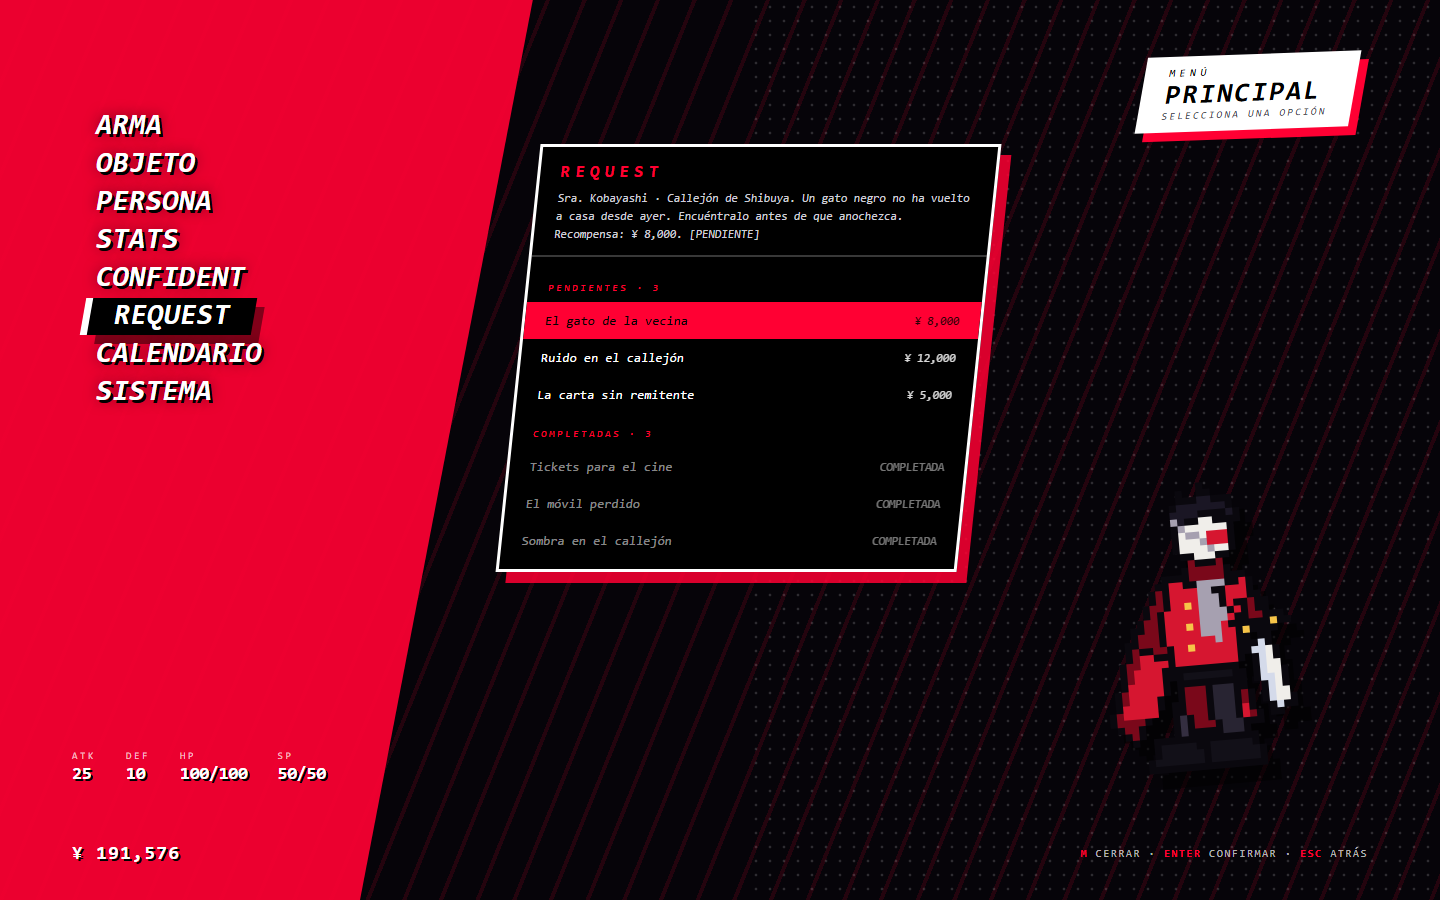 MENÚ
PRINCIPAL
SELECCIONA UNA OPCIÓN
ARMA
OBJETO
PERSONA
STATS
CONFIDENT
REQUEST
CALENDARIO
SISTEMA
REQUEST
Sra. Kobayashi · Callejón de Shibuya. Un gato negro no ha vuelto
a casa desde ayer. Encuéntralo antes de que anochezca.
Recompensa: ¥ 8,000. [PENDIENTE]
PENDIENTES · 3
El gato de la vecina ¥ 8,000
Ruido en el callejón ¥ 12,000
La carta sin remitente ¥ 5,000
COMPLETADAS · 3
Tickets para el cine COMPLETADA
El móvil perdido COMPLETADA
Sombra en el callejón COMPLETADA
ATK DEF HP SP
25 10 100/100 50/50
¥ 191,576
M CERRAR · ENTER CONFIRMAR · ESC ATRÁS